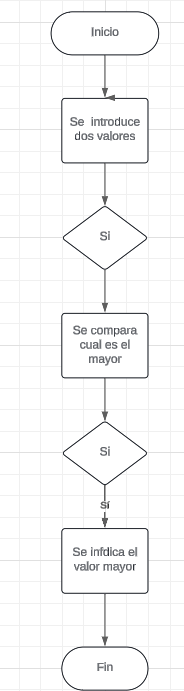 Inicio
Se introduce
dos valores
Si
Se compara
cual es el
mayor
Si
sí
Se infdica el
valor mayor
Fin